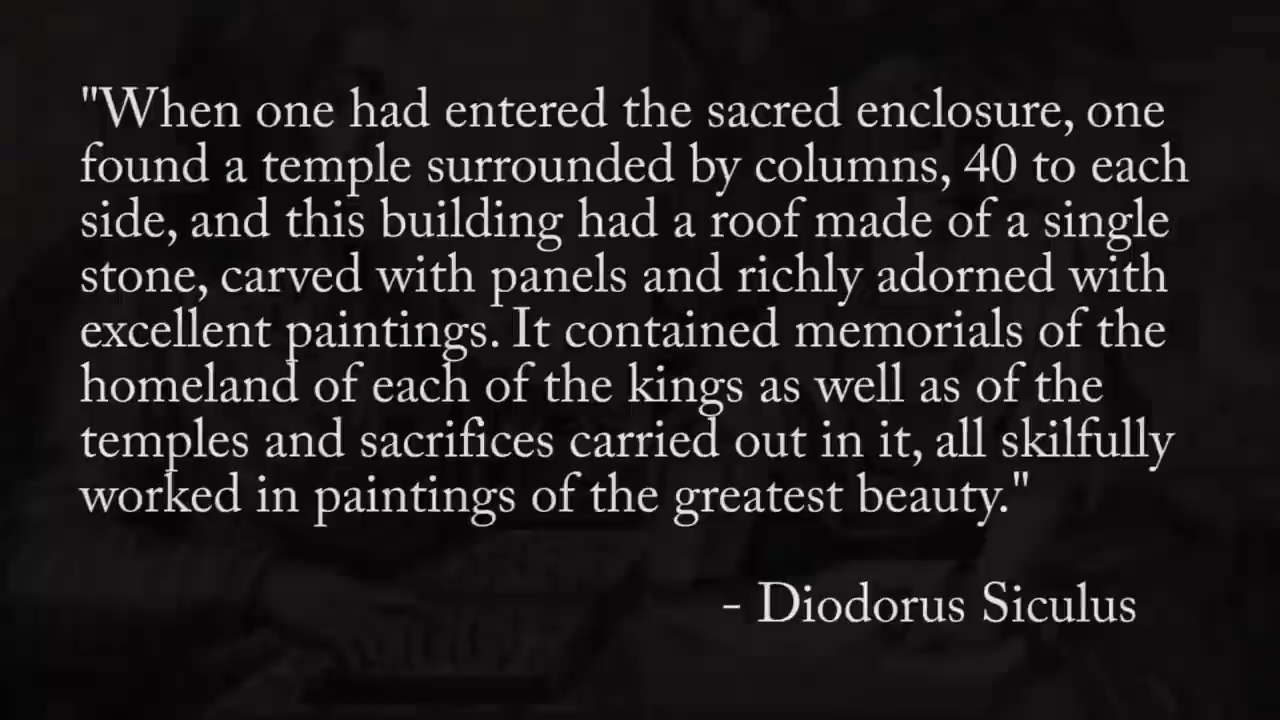 "When one had entered the sacred enclosure, one
found a temple surrounded by columns, 40 to each
side, and this building had a roof made of a single
stone, carved with panels and richly adorned with
excellent paintings. It contained memorials of the
homeland of each of the kings as well as of the
temples and sacrifices carried out in it, all skilfully
worked in paintings of the greatest beauty."
- Diodorus Siculus